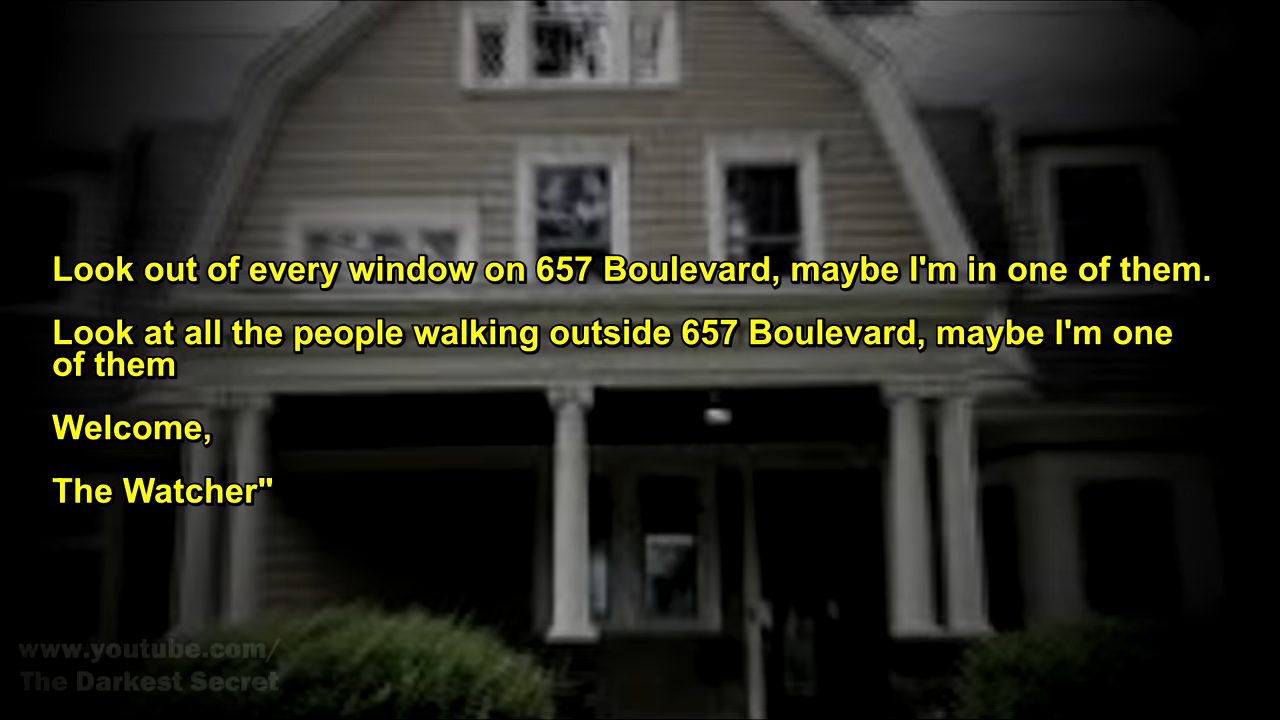 Look out of every window on 657 Boulevard, maybe I'm in one of them.
Look at all the people walking outside 657 Boulevard, maybe I'm one
of them
Welcome,
The Watcher"
www.youtube.com/
The Darkest Secret